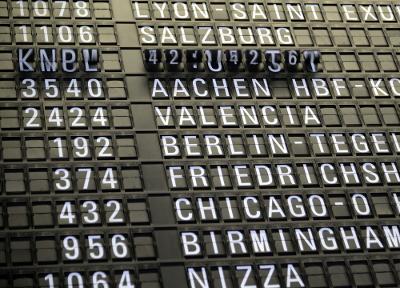 1078 LYON-SAINT EXU
1106 SALZBURG
3540 AACHEN HBF-KO
2424 VALENCIA
192 BERLIN-TEGEL
374 FRIEDRICHSH
432 CHICAGO-O H
956 BIRMINGHAM
1064 NIZZA